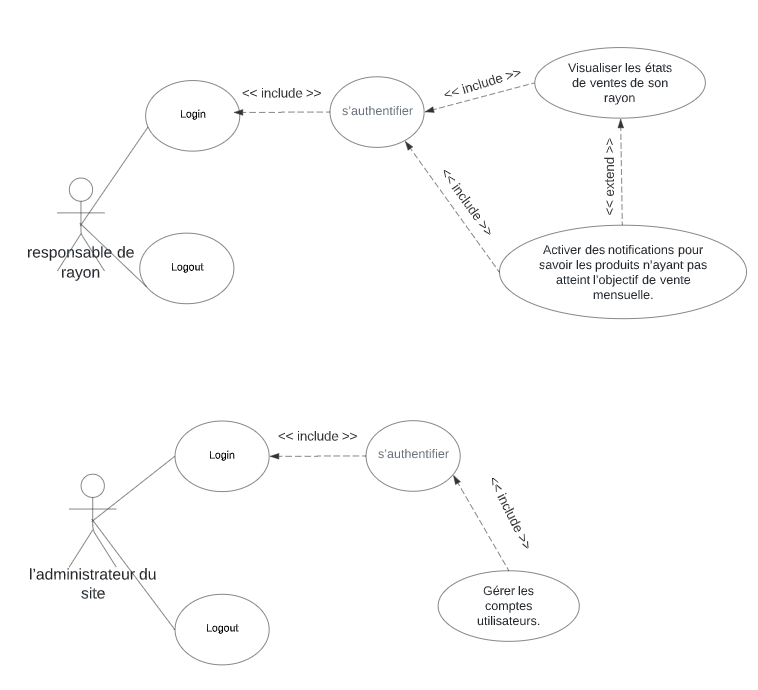 Visualiser les états
de ventes de son
rayon
<< include >>
<< include >>
Login
s'authentifier
<< extend >>
<< include >>
responsable de
rayon
Logout
Activer des notifications pour
savoir les produits n'ayant pas
atteint l'objectif de vente
mensuelle.
<< include >>
Login
s'authentifier
<< include >>
l'administrateur du
site
Gérer les
comptes
utilisateurs.
Logout